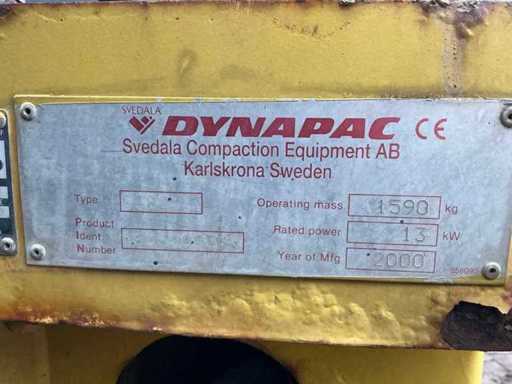 SVEDALA
DYNAPAC CE
Svedala Compaction Equipment AB
Karlskrona Sweden
Type
Operating mass 1590 kg
Product
Ident.
Number
Rated power 13 kW
Year of Mfg 2000